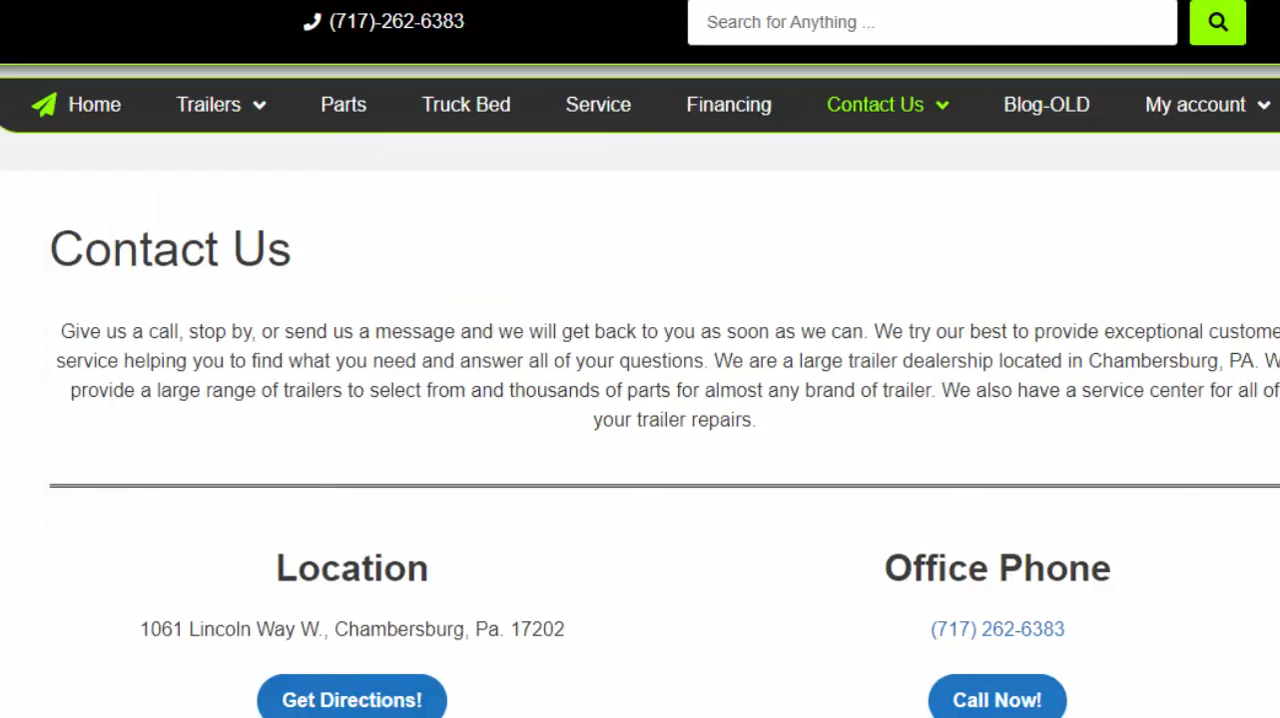 (717)-262-6383
Search for Anything ...
Home Trailers Parts Truck Bed Service Financing Contact Us Blog-OLD My account
Contact Us
Give us a call, stop by, or send us a message and we will get back to you as soon as we can. We try our best to provide exceptional custome
service helping you to find what you need and answer all of your questions. We are a large trailer dealership located in Chambersburg, PA. W
provide a large range of trailers to select from and thousands of parts for almost any brand of trailer. We also have a service center for all of
your trailer repairs.
Location
1061 Lincoln Way W., Chambersburg, Pa. 17202
Get Directions!
Office Phone
(717) 262-6383
Call Now!